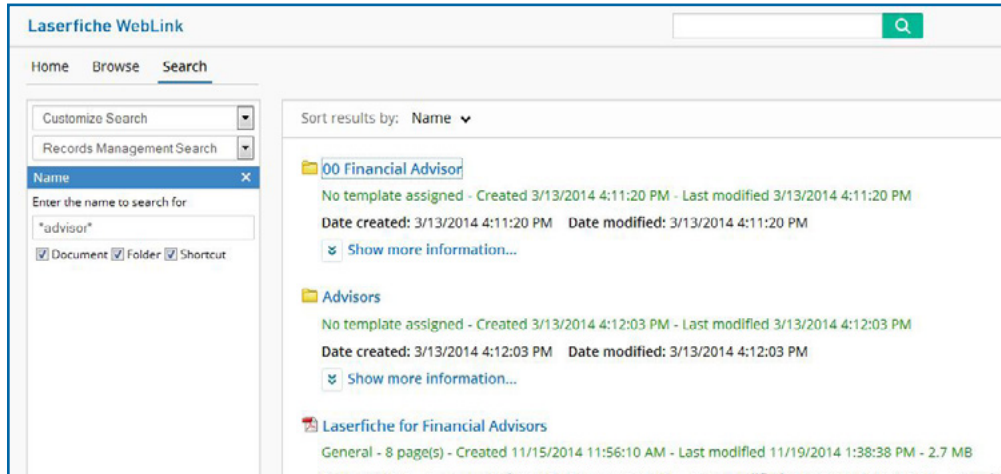 Laserfiche WebLink
Home Browse Search
Customize Search
Records Management Search
Name
Enter the name to search for
*advisor*
Document Folder Shortcut
Sort results by: Name
00 Financial Advisor
No template assigned - Created 3/13/2014 4:11:20 PM - Last modified 3/13/2014 4:11:20 PM
Date created: 3/13/2014 4:11:20 PM Date modified: 3/13/2014 4:11:20 PM
Show more information...
Advisors
No template assigned - Created 3/13/2014 4:12:03 PM - Last modified 3/13/2014 4:12:03 PM
Date created: 3/13/2014 4:12:03 PM Date modified: 3/13/2014 4:12:03 PM
Show more information...
Laserfiche for Financial Advisors
General - 8 page(s) - Created 11/15/2014 11:56:10 AM - Last modified 11/19/2014 1:38:38 PM - 2.7 MB